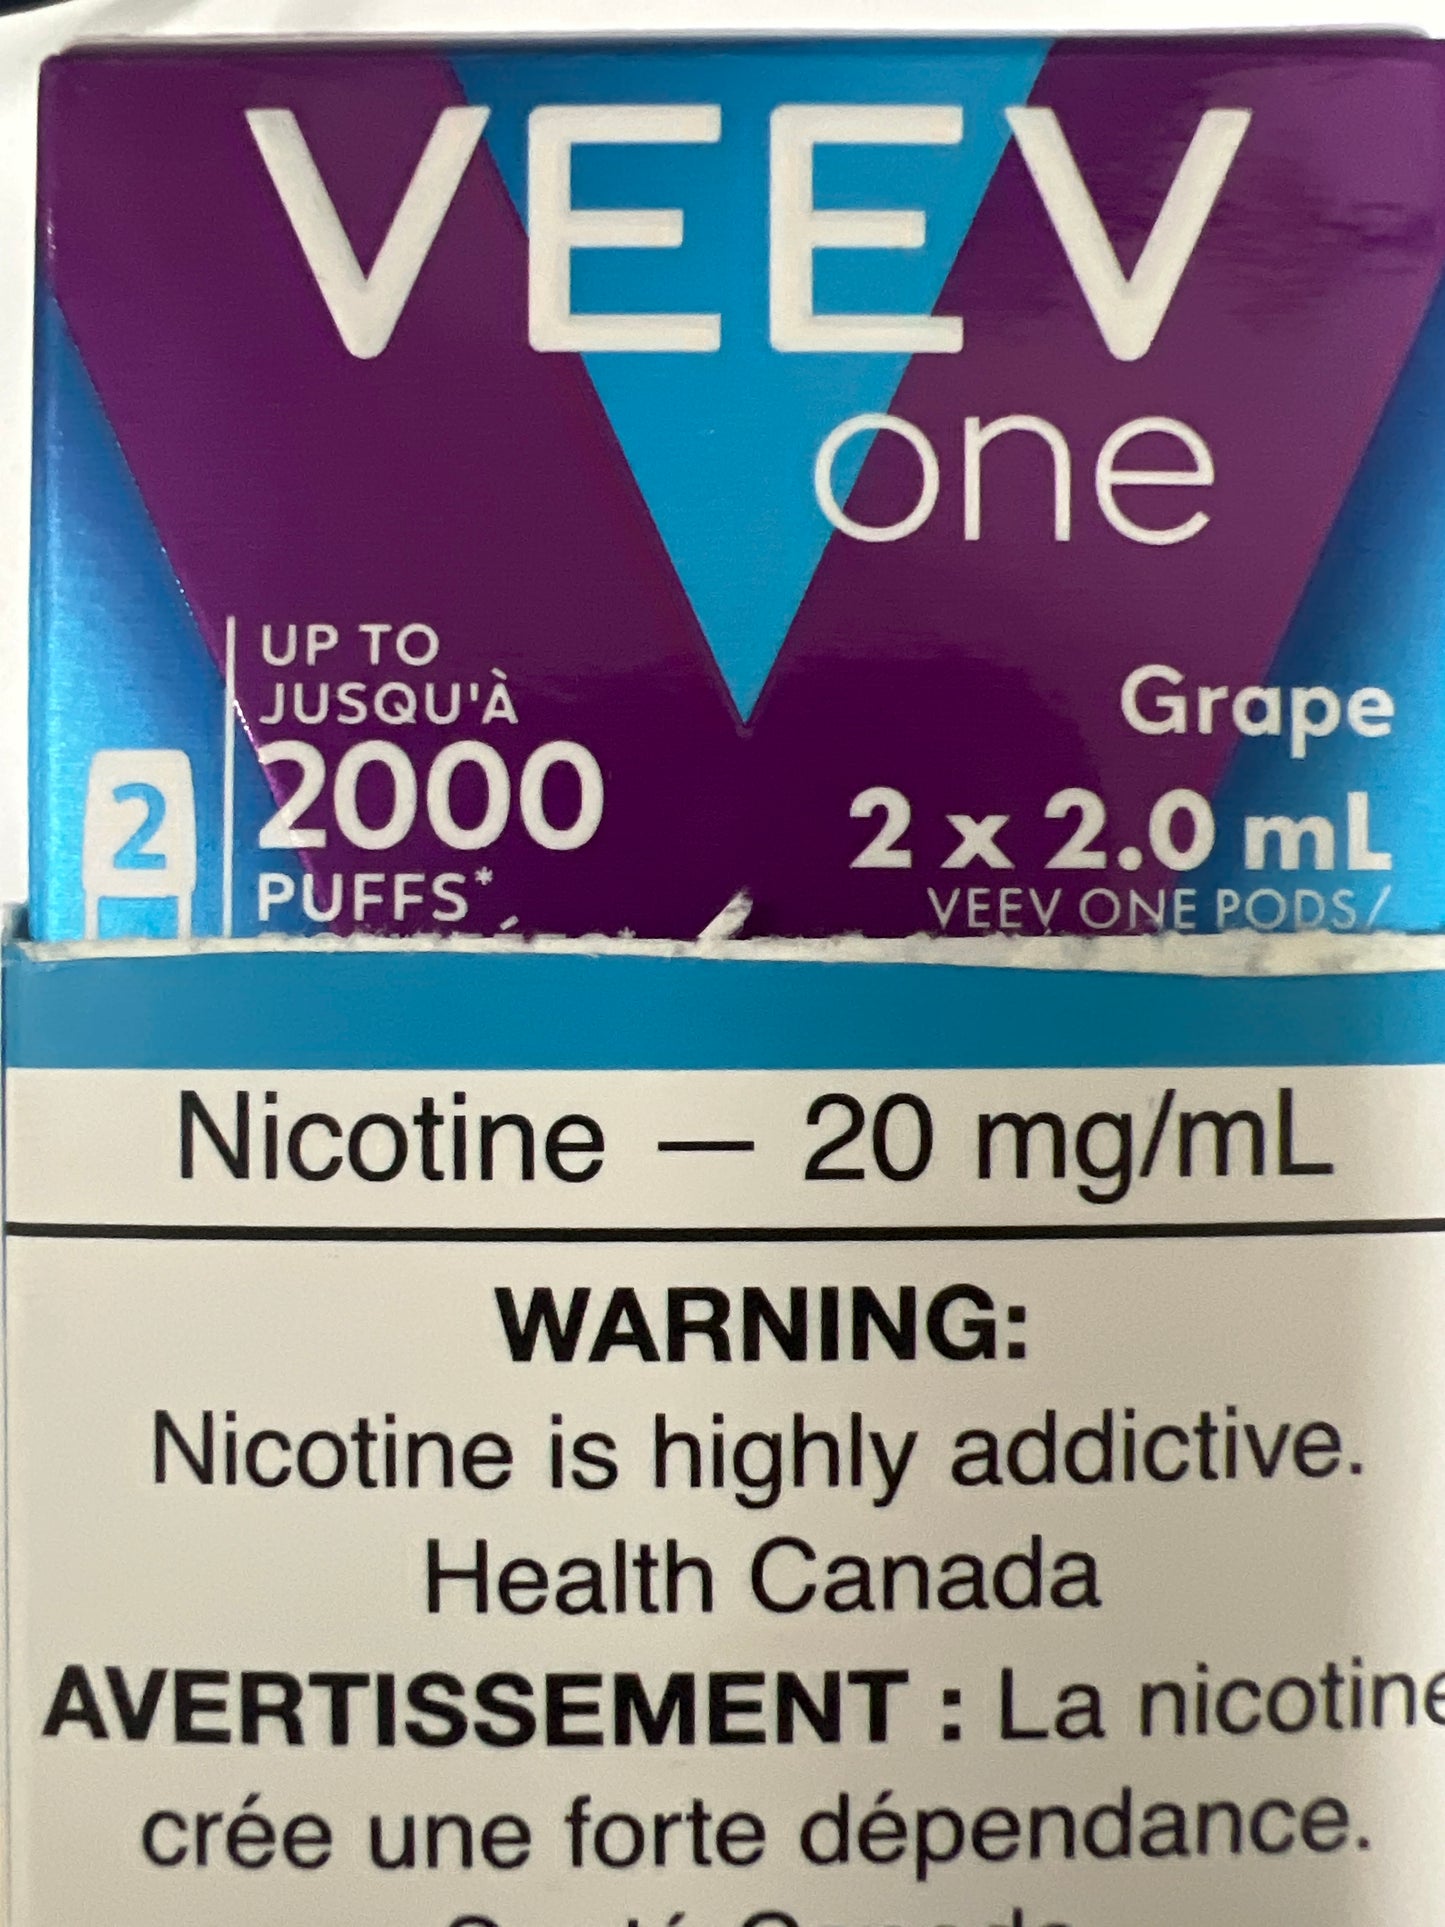 VEEV
one
UP TO
JUSQU'À
2000
PUFFS*
2
Grape
2 x 2.0 mL
VEEV ONE PODS/
Nicotine — 20 mg/mL
WARNING:
Nicotine is highly addictive.
Health Canada
AVERTISSEMENT : La nicotine
crée une forte dépendance.